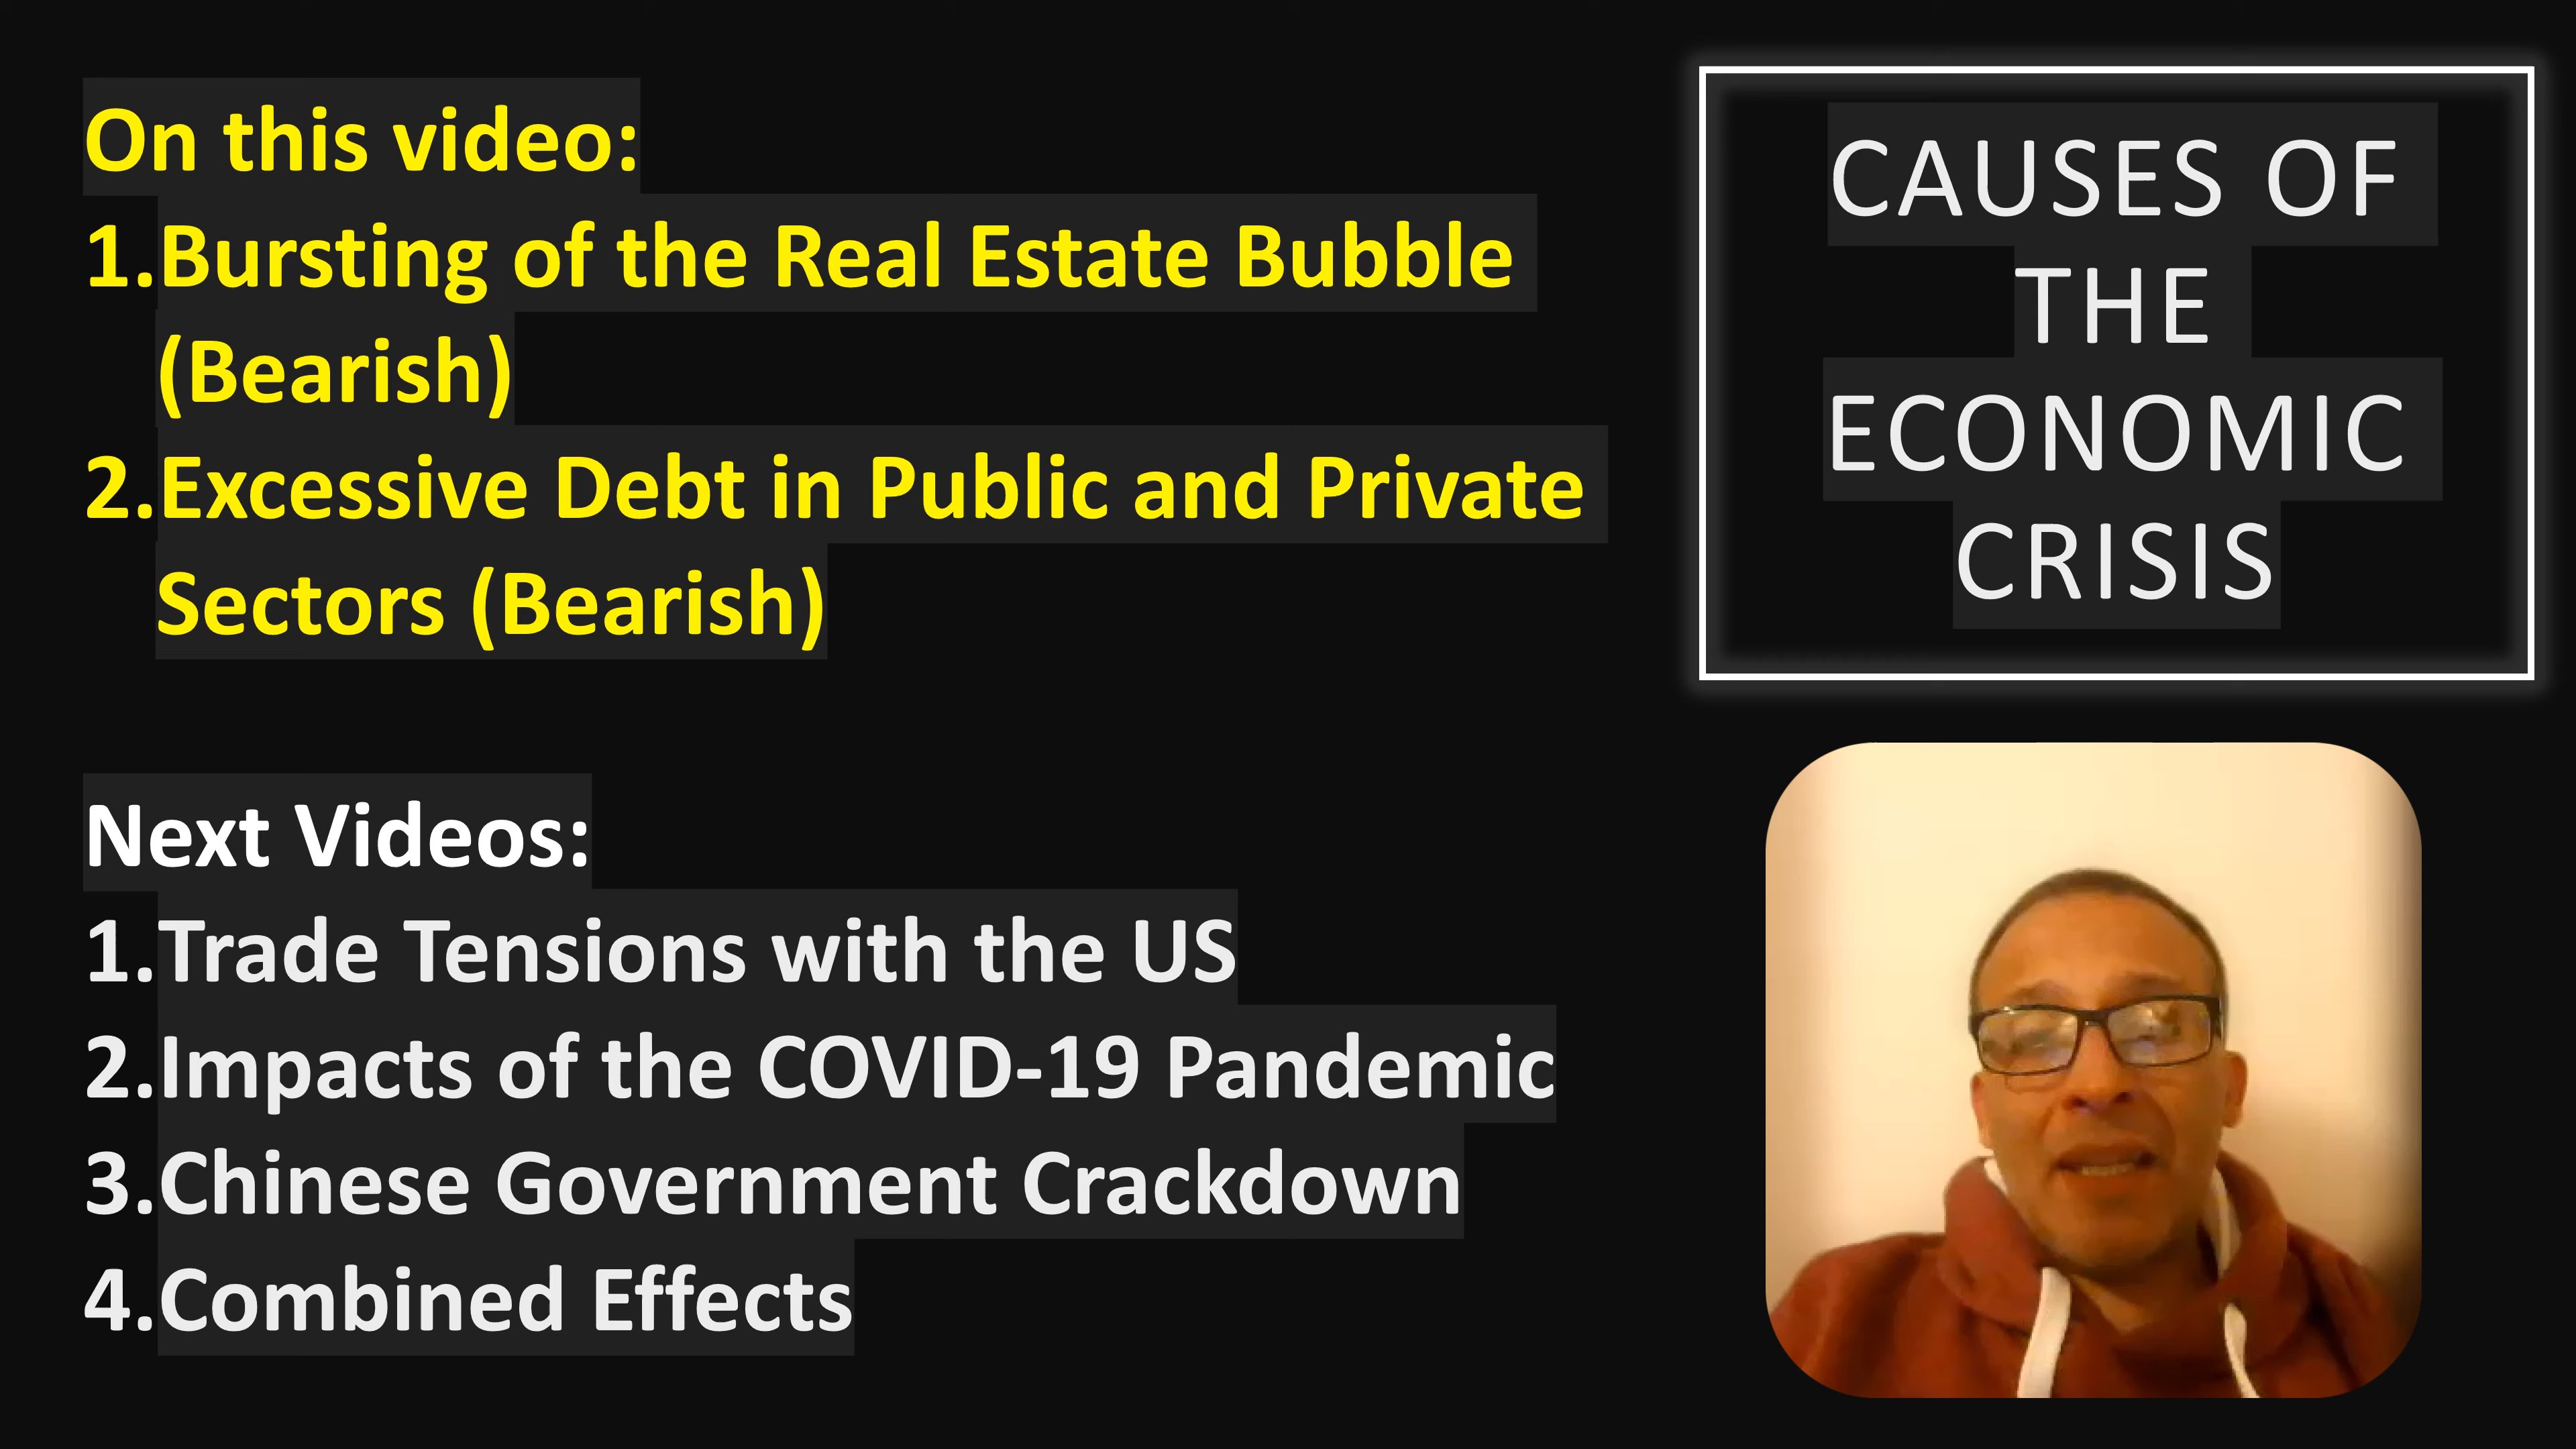 On this video:
1.Bursting of the Real Estate Bubble
(Bearish)
2.Excessive Debt in Public and Private
Sectors (Bearish)
Next Videos:
1.Trade Tensions with the US
2.Impacts of the COVID-19 Pandemic
3.Chinese Government Crackdown
4.Combined Effects
CAUSES OF
THE
ECONOMIC
CRISIS